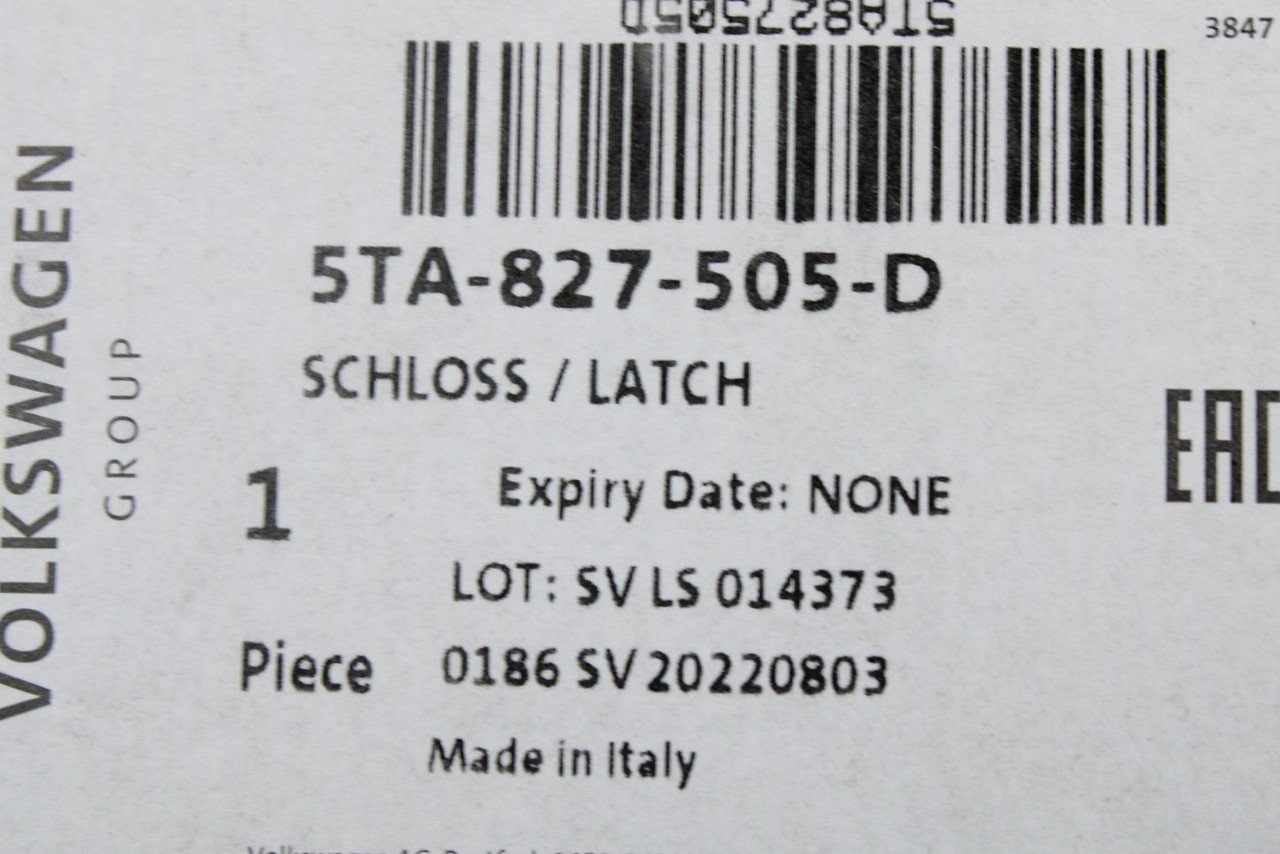 5TA827505D
3847
VOLKSWAGEN
GROUP
5TA-827-505-D
SCHLOSS / LATCH
EAC
1
Expiry Date: NONE
LOT: SV LS 014373
Piece
0186 SV 20220803
Made in Italy